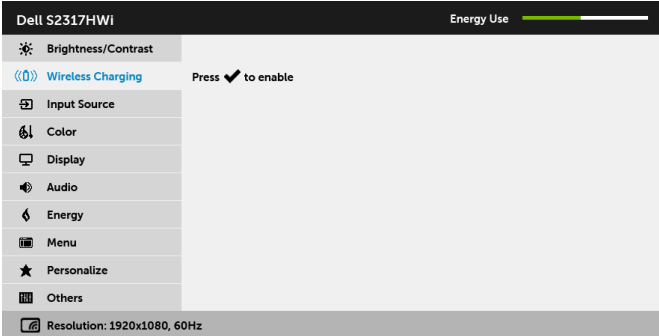 Dell S2317HWi
Energy Use
Brightness/Contrast
Wireless Charging
Press ✔ to enable
Input Source
Color
Display
Audio
Energy
Menu
Personalize
Others
Resolution: 1920x1080, 60Hz